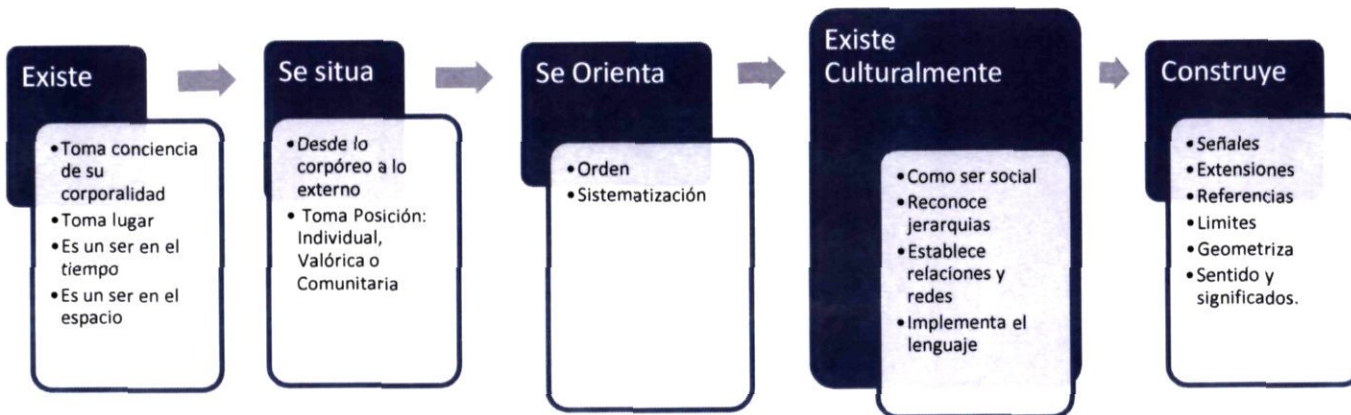 Existe
• Toma conciencia
de su
corporalidad
• Toma lugar
• Es un ser en el
tiempo
• Es un ser en el
espacio
Se situa
• Desde lo
corpóreo a lo
externo
• Toma Posición:
Individual,
Valórica o
Comunitaria
Se Orienta
• Orden
• Sistematización
Existe
Culturalmente
• Como ser social
• Reconoce
jerarquias
• Establece
relaciones y
redes
• Implementa el
lenguaje
Construye
• Señales
• Extensiones
• Referencias
• Limites
• Geometriza
• Sentido y
significados.